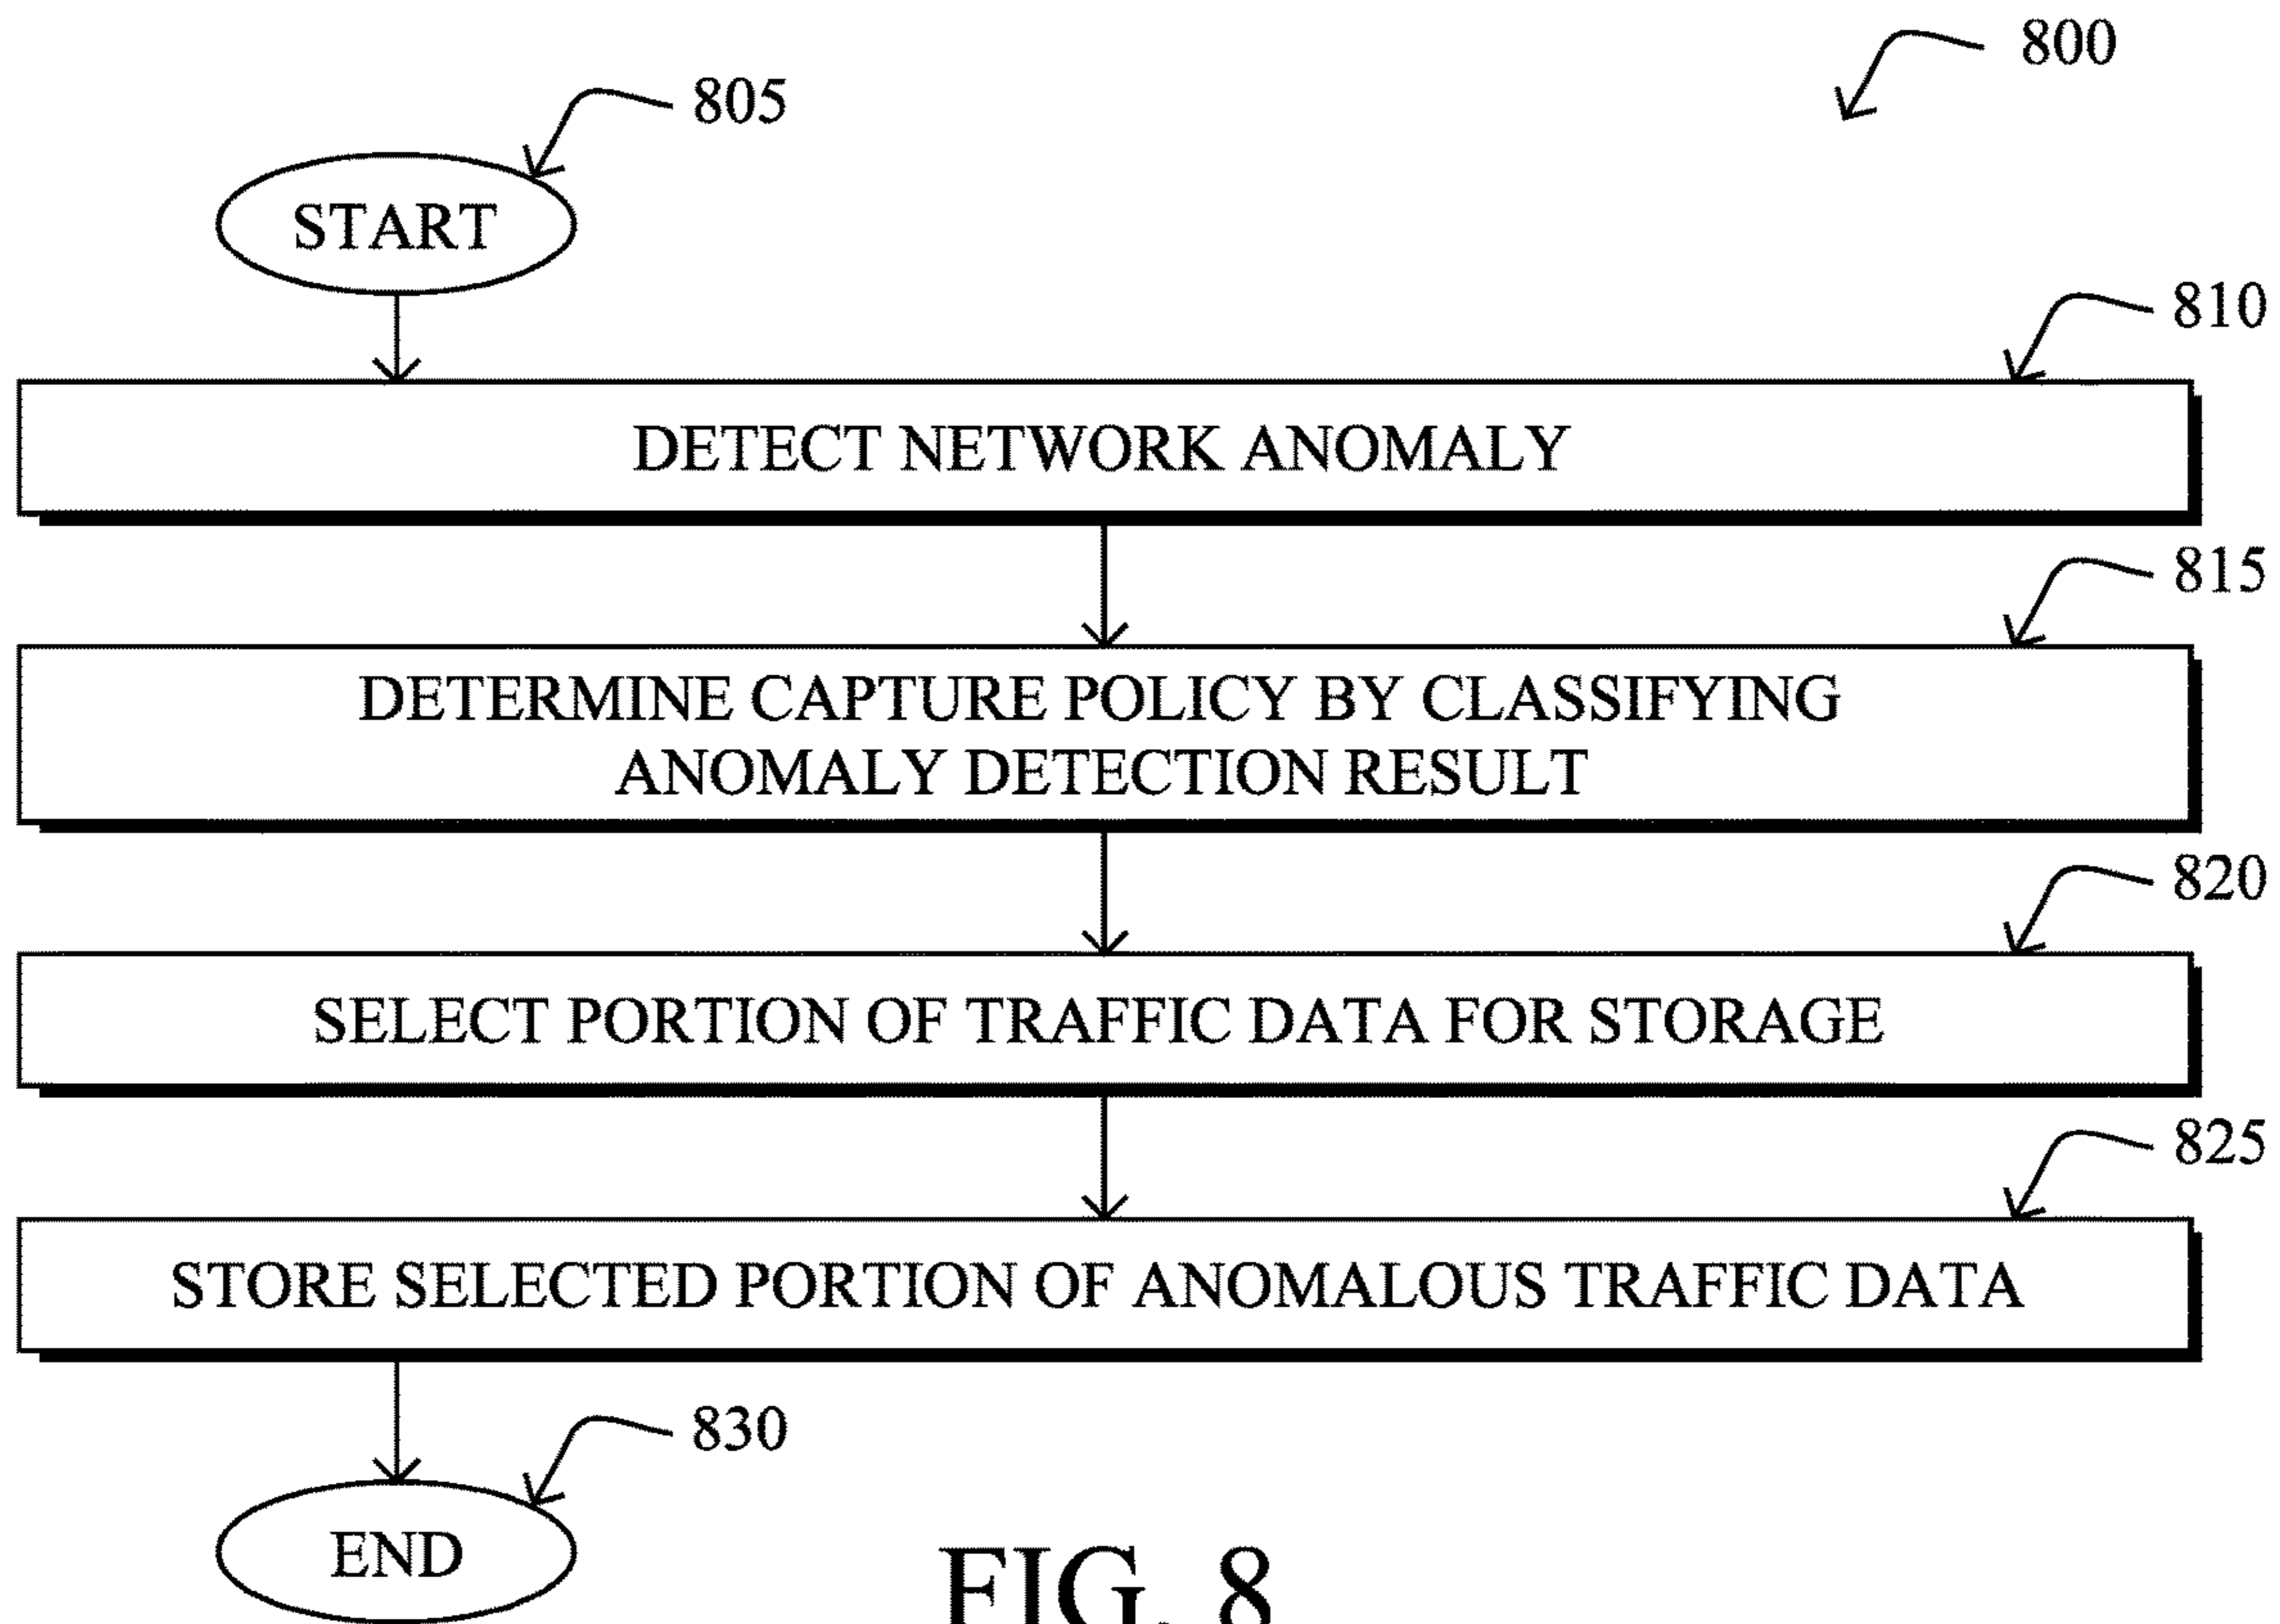 800
805
START
810
DETECT NETWORK ANOMALY
815
DETERMINE CAPTURE POLICY BY CLASSIFYING
ANOMALY DETECTION RESULT
820
SELECT PORTION OF TRAFFIC DATA FOR STORAGE
825
STORE SELECTED PORTION OF ANOMALOUS TRAFFIC DATA
830
END
FIG. 8